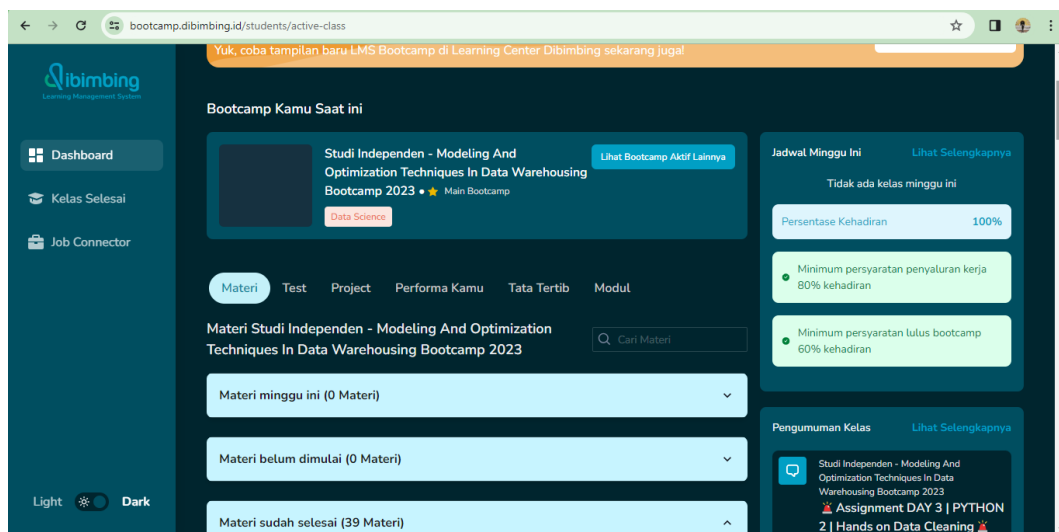 bootcamp.dibimbing.id/students/active-class
Yuk, coba tampilan baru LMS Bootcamp di Learning Center Dibimbing sekarang juga!
dibimbing
Learning Management System
Dashboard
Kelas Selesai
Job Connector
Light
Dark
Bootcamp Kamu Saat ini
Studi Independen - Modeling And
Optimization Techniques In Data Warehousing
Bootcamp 2023 • ⭐ Main Bootcamp
Data Science
Lihat Bootcamp Aktif Lainnya
Materi Test Project Performa Kamu Tata Tertib Modul
Materi Studi Independen - Modeling And Optimization
Techniques In Data Warehousing Bootcamp 2023
Cari Materi
Materi minggu ini (0 Materi)
Materi belum dimulai (0 Materi)
Materi sudah selesai (39 Materi)
Jadwal Minggu Ini Lihat Selengkapnya
Tidak ada kelas minggu ini
Persentase Kehadiran 100%
Minimum persyaratan penyaluran kerja
80% kehadiran
Minimum persyaratan lulus bootcamp
60% kehadiran
Pengumuman Kelas Lihat Selengkapnya
Studi Independen - Modeling And
Optimization Techniques In Data
Warehousing Bootcamp 2023
🚨 Assignment DAY 3 | PYTHON
2 | Hands on Data Cleaning 🚨